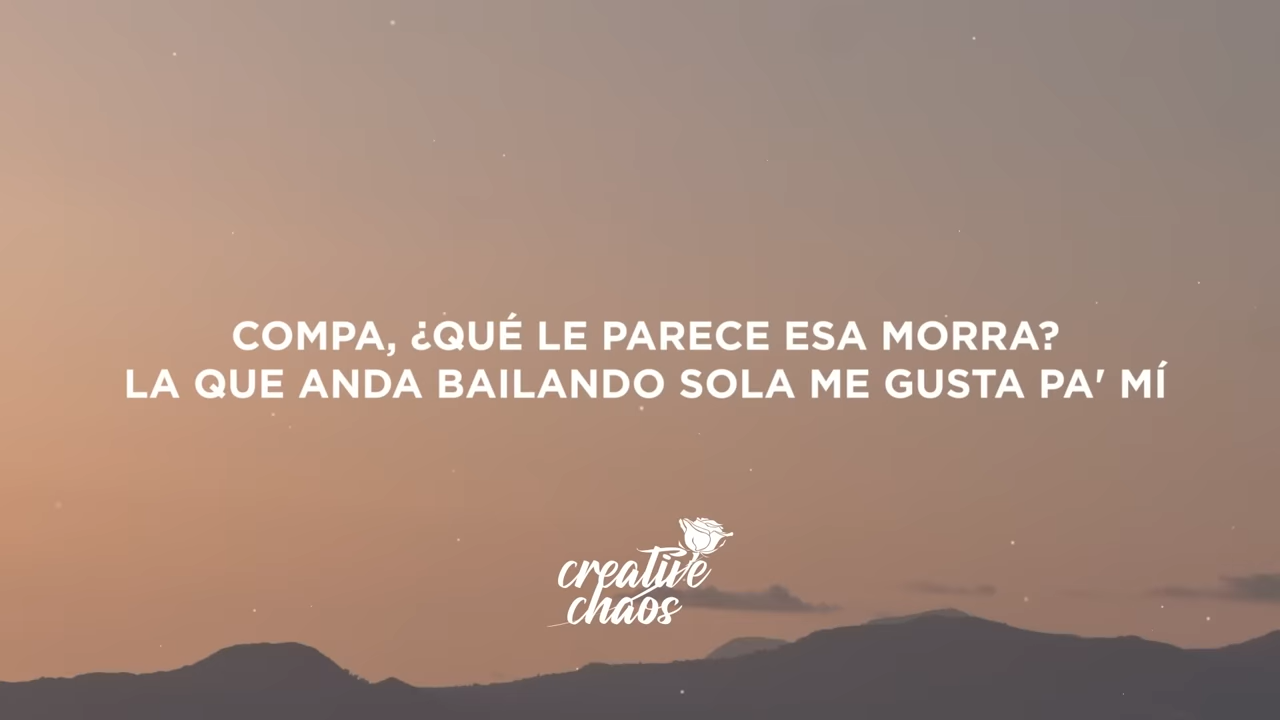 COMPA, ¿QUÉ LE PARECE ESA MORRA?
LA QUE ANDA BAILANDO SOLA ME GUSTA PA' MÍ
creative
chaos